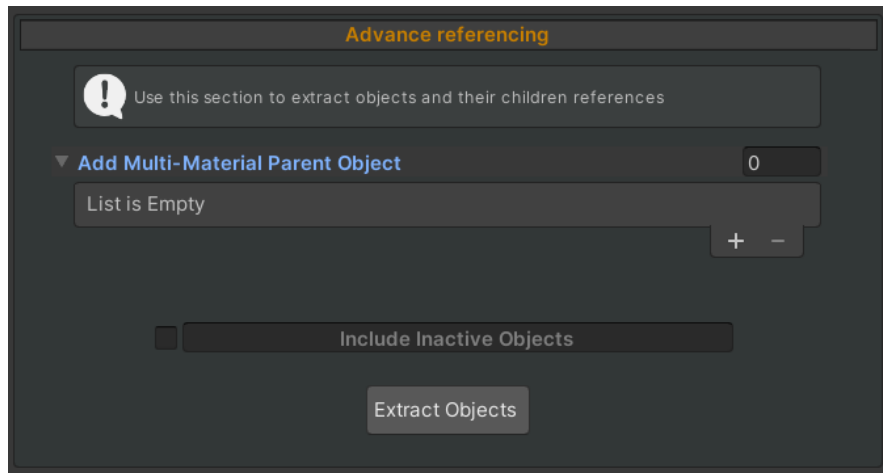 Advance referencing
Use this section to extract objects and their children references
Add Multi-Material Parent Object 0
List is Empty
+ −
Include Inactive Objects
Extract Objects